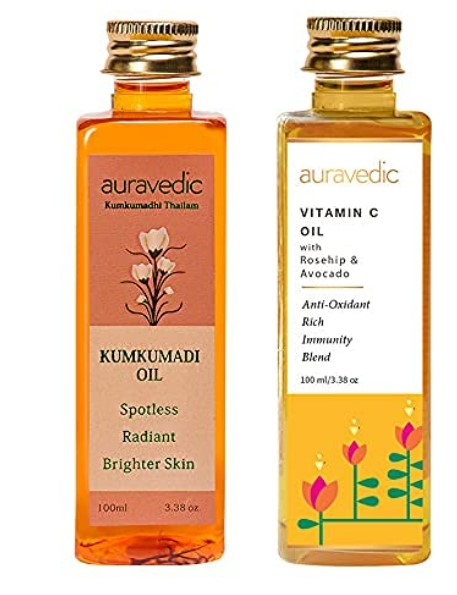 auravedic
Kumkumadhi Thailam
KUMKUMADI
OIL
Spotless
Radiant
Brighter Skin
100ml 3.38 oz
auravedic
VITAMIN C
OIL
with
Rosehip &
Avocado
Anti-Oxidant
Rich
Immunity
Blend
100 ml/3.38 oz